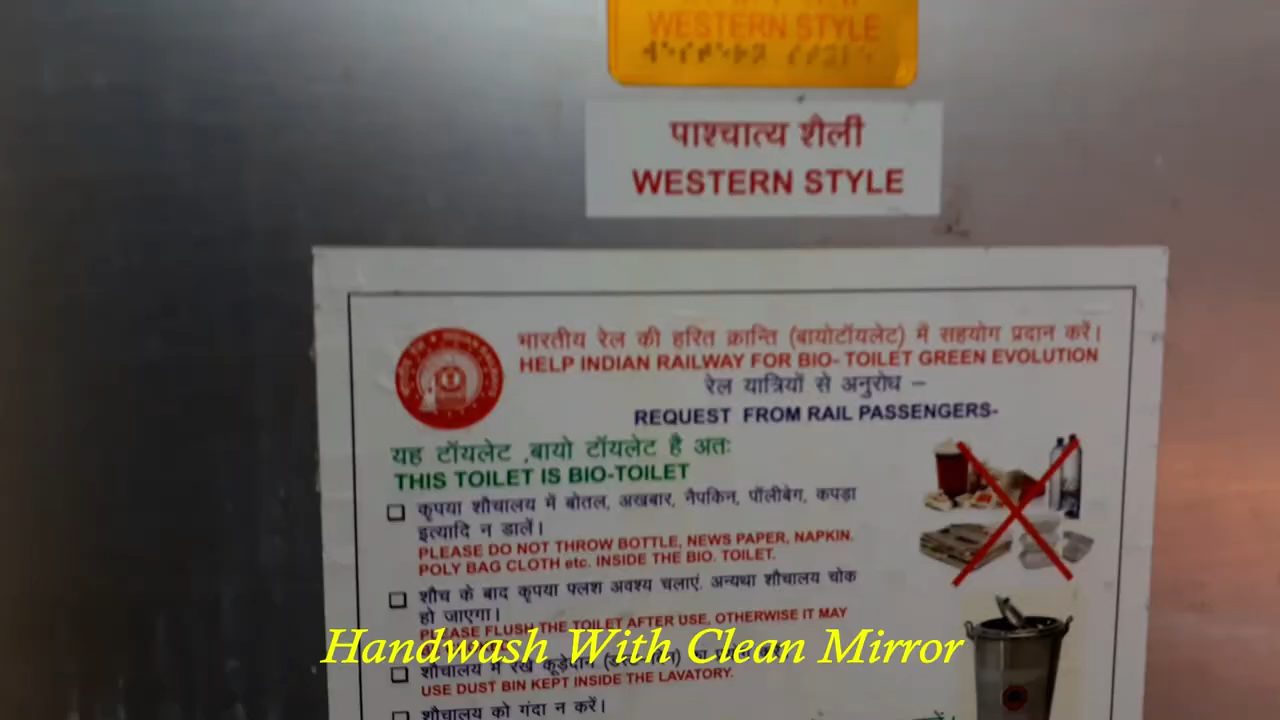 WESTERN STYLE
पाश्चात्य शैली
WESTERN STYLE
भारतीय रेल की हरित क्रान्ति (बायोटॉयलेट) में सहयोग प्रदान करें।
HELP INDIAN RAILWAY FOR BIO- TOILET GREEN EVOLUTION
रेल यात्रियों से अनुरोध –
REQUEST FROM RAIL PASSENGERS-
यह टॉयलेट ,बायो टॉयलेट है अतः
THIS TOILET IS BIO-TOILET
कृपया शौचालय में बोतल, अखबार, नैपकिन, पॉलीबेग, कपड़ा
इत्यादि न डालें।
PLEASE DO NOT THROW BOTTLE, NEWS PAPER, NAPKIN.
POLY BAG CLOTH etc. INSIDE THE BIO. TOILET.
शौच के बाद कृपया फ्लश अवश्य चलाएं. अन्यथा शौचालय चोक
हो जाएगा।
PLEASE FLUSH THE TOILET AFTER USE, OTHERWISE IT MAY
Handwash With Clean Mirror
शौचालय में रखे कूड़ेदान
USE DUST BIN KEPT INSIDE THE LAVATORY.
शौचालय को गंदा न करें।